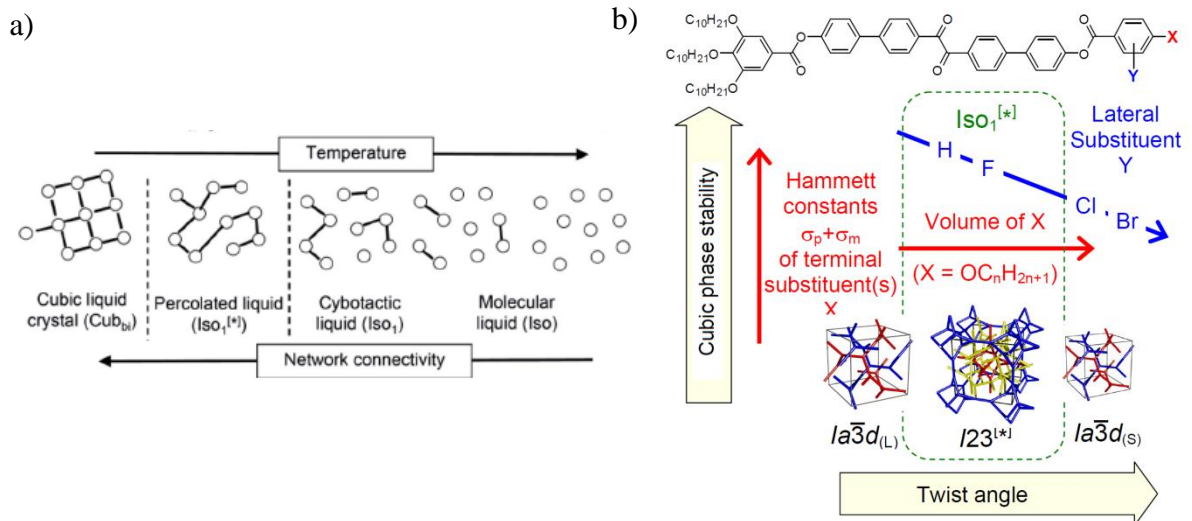 a)
Temperature
Cubic liquid
crystal (Cub_bi)
Percolated liquid
(Iso₁[*])
Cybotactic
liquid (Iso₁)
Molecular
liquid (Iso)
Network connectivity
b)
OC₁₀H₂₁
C₁₀H₂₁O
C₁₀H₂₁O
O
O
O
O
O
O
X
Y
Cubic phase stability
Iso₁[*]
H
F
Cl
Br
Lateral
Substituent
Y
Hammett
constants
σp+σm
of terminal
substituent(s)
X
Volume of X
(X = OCnH2n+1)
Ia3̅d(L)
I23[*]
Ia3̅d(S)
Twist angle